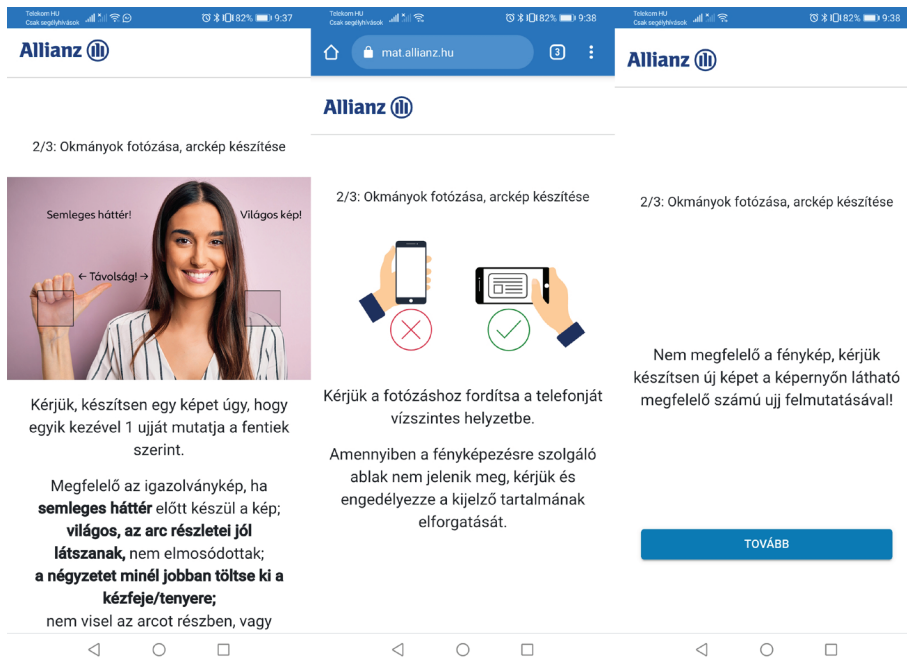 Telekom HU
Csak segélyhívások
82% 9:37
Allianz
2/3: Okmányok fotózása, arckép készítése
Semleges háttér!
Világos kép!
← Távolság! →
Kérjük, készítsen egy képet úgy, hogy
egyik kezével 1 ujját mutatja a fentiek
szerint.
Megfelelő az igazolványkép, ha
semleges háttér előtt készül a kép;
világos, az arc részletei jól
látszanak, nem elmosódottak;
a négyzetet minél jobban töltse ki a
kézfeje/tenyere;
nem visel az arcot részben, vagy
Telekom HU
Csak segélyhívások
82% 9:38
mat.allianz.hu
3
Allianz
2/3: Okmányok fotózása, arckép készítése
Kérjük a fotózáshoz fordítsa a telefonját
vízszintes helyzetbe.
Amennyiben a fényképezésre szolgáló
ablak nem jelenik meg, kérjük és
engedélyezze a kijelző tartalmának
elforgatását.
Telekom HU
Csak segélyhívások
82% 9:38
Allianz
2/3: Okmányok fotózása, arckép készítése
Nem megfelelő a fénykép, kérjük
készítsen új képet a képernyőn látható
megfelelő számú ujj felmutatásával!
TOVÁBB